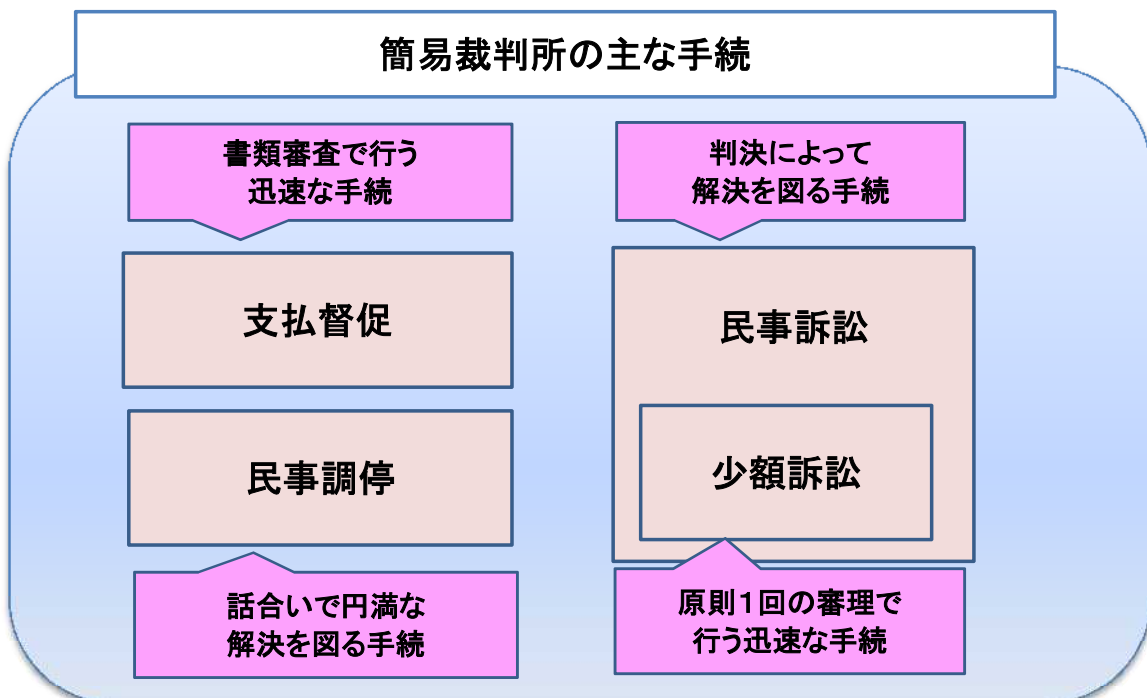 簡易裁判所の主な手続
書類審査で行う
迅速な手続
支払督促
民事調停
話合いで円満な
解決を図る手続
判決によって
解決を図る手続
民事訴訟
少額訴訟
原則1回の審理で
行う迅速な手続